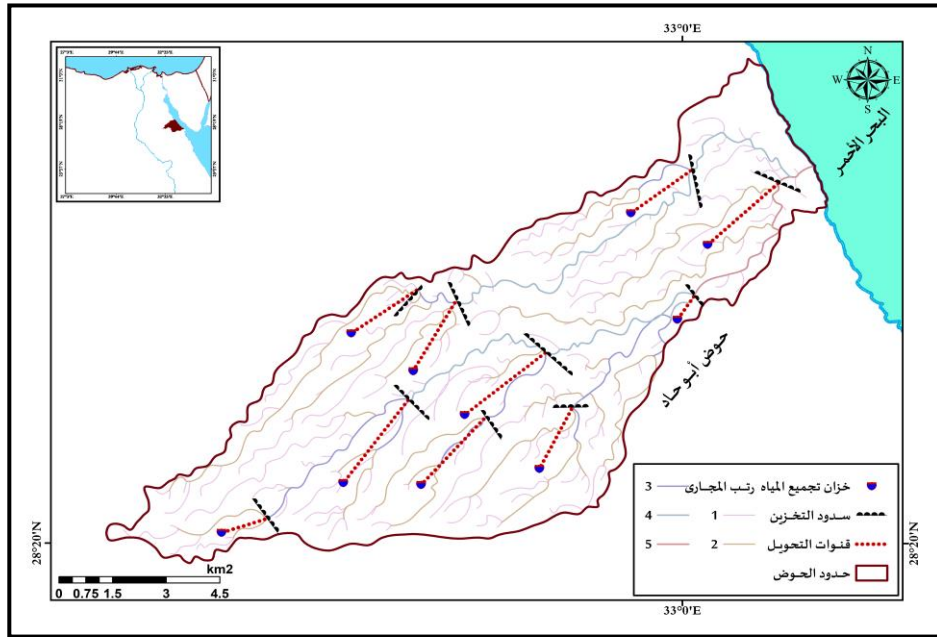 33°0'E
N
W
E
S
البحر الأحمر
حوض أبو حاد
خزان تجميع المياه
رتب المجارى
3
سدود التخزين
1
4
قنوات التحويل
2
5
حدود الحوض
28°20'N
28°20'N
km2
0 0.75 1.5 3 4.5
33°0'E